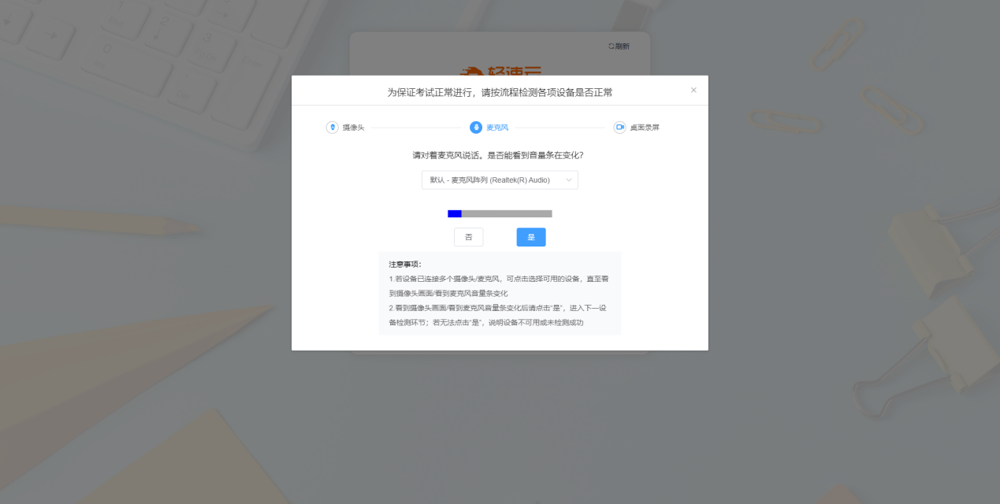 刷新
轻速云
为保证考试正常进行，请按流程检测各项设备是否正常
摄像头
麦克风
桌面录屏
请对着麦克风说话。是否能看到音量条在变化?
默认 - 麦克风阵列 (Realtek(R) Audio)
否
是
注意事项：
1.若设备已连接多个摄像头/麦克风，可点击选择可用的设备，直至看
到摄像头画面/看到麦克风音量条变化
2.看到摄像头画面/看到麦克风音量条变化后请点击“是”，进入下一设
备检测环节；若无法点击“是”，说明设备不可用或未检测成功